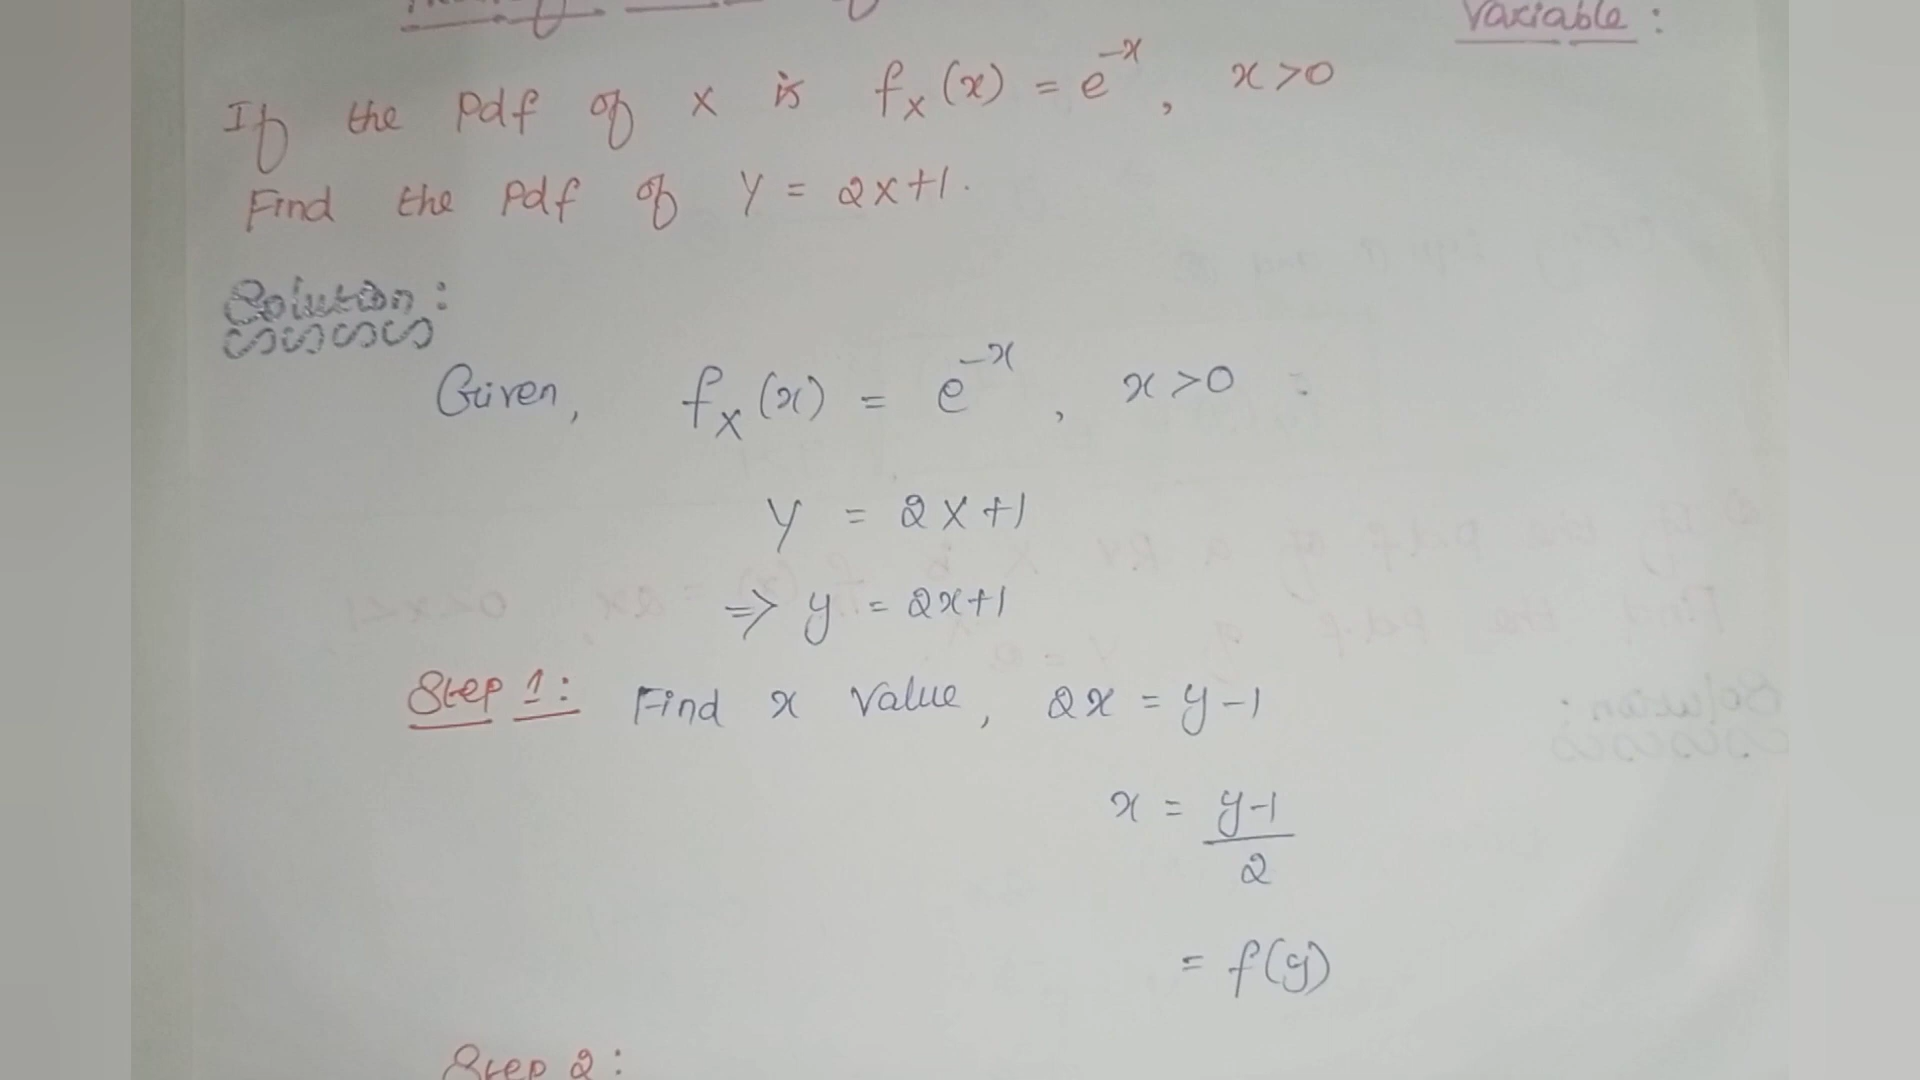 Variable :
If the Pdf of X is fX(x) = e^-x, x>0
Find the Pdf of Y = 2X+1.
Solution :
Given, fX(x) = e^-x, x>0
Y = 2X+1
⇒ y = 2x+1
Step 1: Find x Value, 2x = y-1
x = y-1
2
= f(y)
Step 2: